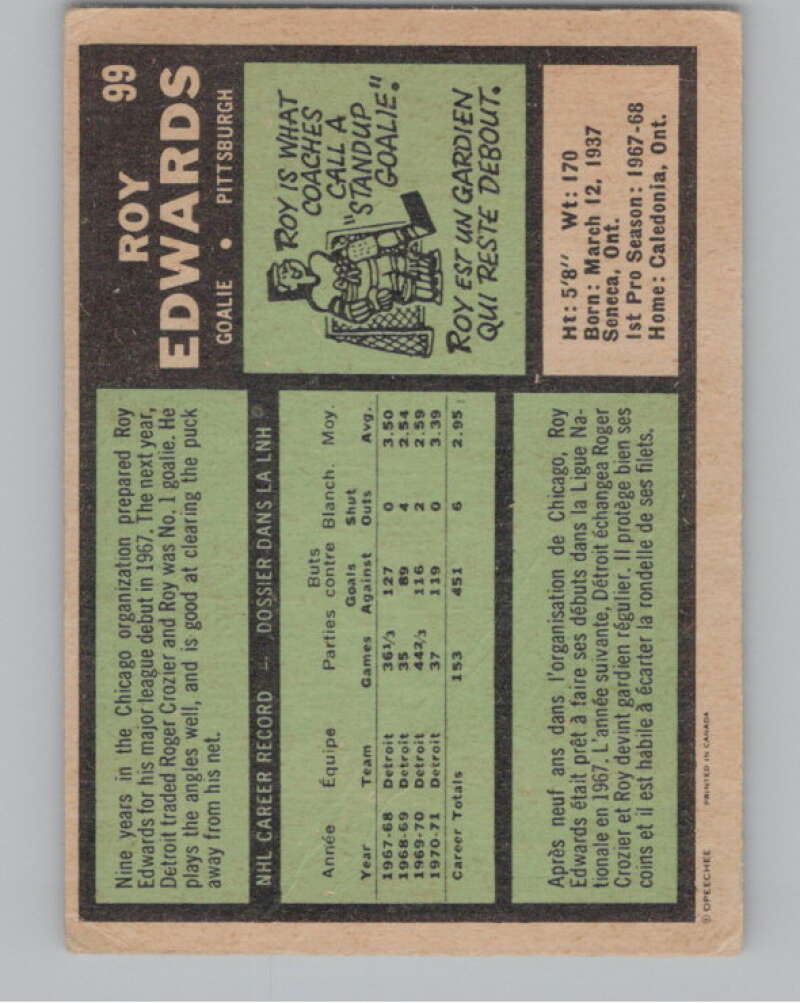 99
ROY
EDWARDS
GOALIE • PITTSBURGH
Nine years in the Chicago organization prepared Roy
Edwards for his major league debut in 1967. The next year,
Detroit traded Roger Crozier and Roy was No. 1 goalie. He
plays the angles well, and is good at clearing the puck
away from his net.
ROY IS WHAT
COACHES
CALL A
"STANDUP
GOALIE."
ROY EST UN GARDIEN
QUI RESTE DEBOUT.
NHL CAREER RECORD – DOSSIER DANS LA LNH
Année Équipe Parties Buts contre Blanch. Moy.
Year Team Games Goals Against Shut Outs Avg.
1967-68 Detroit 36 1/3 127 0 3.50
1968-69 Detroit 35 89 4 2.54
1969-70 Detroit 44 2/3 116 2 2.59
1970-71 Detroit 37 119 0 3.39
Career Totals 153 451 6 2.95
Ht: 5'8" Wt: 170
Born: March 12, 1937
Seneca, Ont.
1st Pro Season: 1967-68
Home: Caledonia, Ont.
Après neuf ans dans l'organisation de Chicago, Roy
Edwards était prêt à faire ses débuts dans la Ligue Na-
tionale en 1967. L'année suivante, Détroit échangea Roger
Crozier et Roy devint gardien régulier. Il protège bien ses
coins et il est habile à écarter la rondelle de ses filets.
© OPEECHEE PRINTED IN CANADA